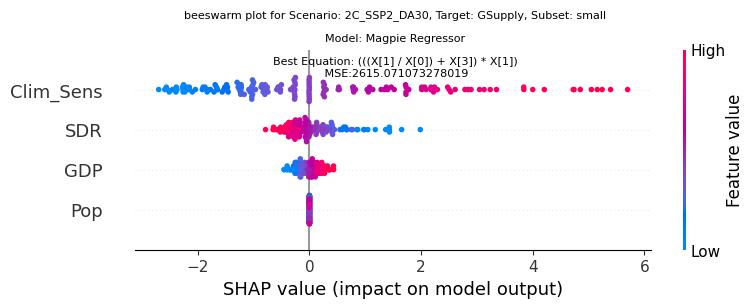 beeswarm plot for Scenario: 2C_SSP2_DA30, Target: GSupply, Subset: small
Model: Magpie Regressor
Best Equation: (((X[1] / X[0]) + X[3]) * X[1])
MSE:2615.071073278019
High
Clim_Sens
SDR
GDP
Pop
Feature value
Low
−2
0
2
4
6
SHAP value (impact on model output)